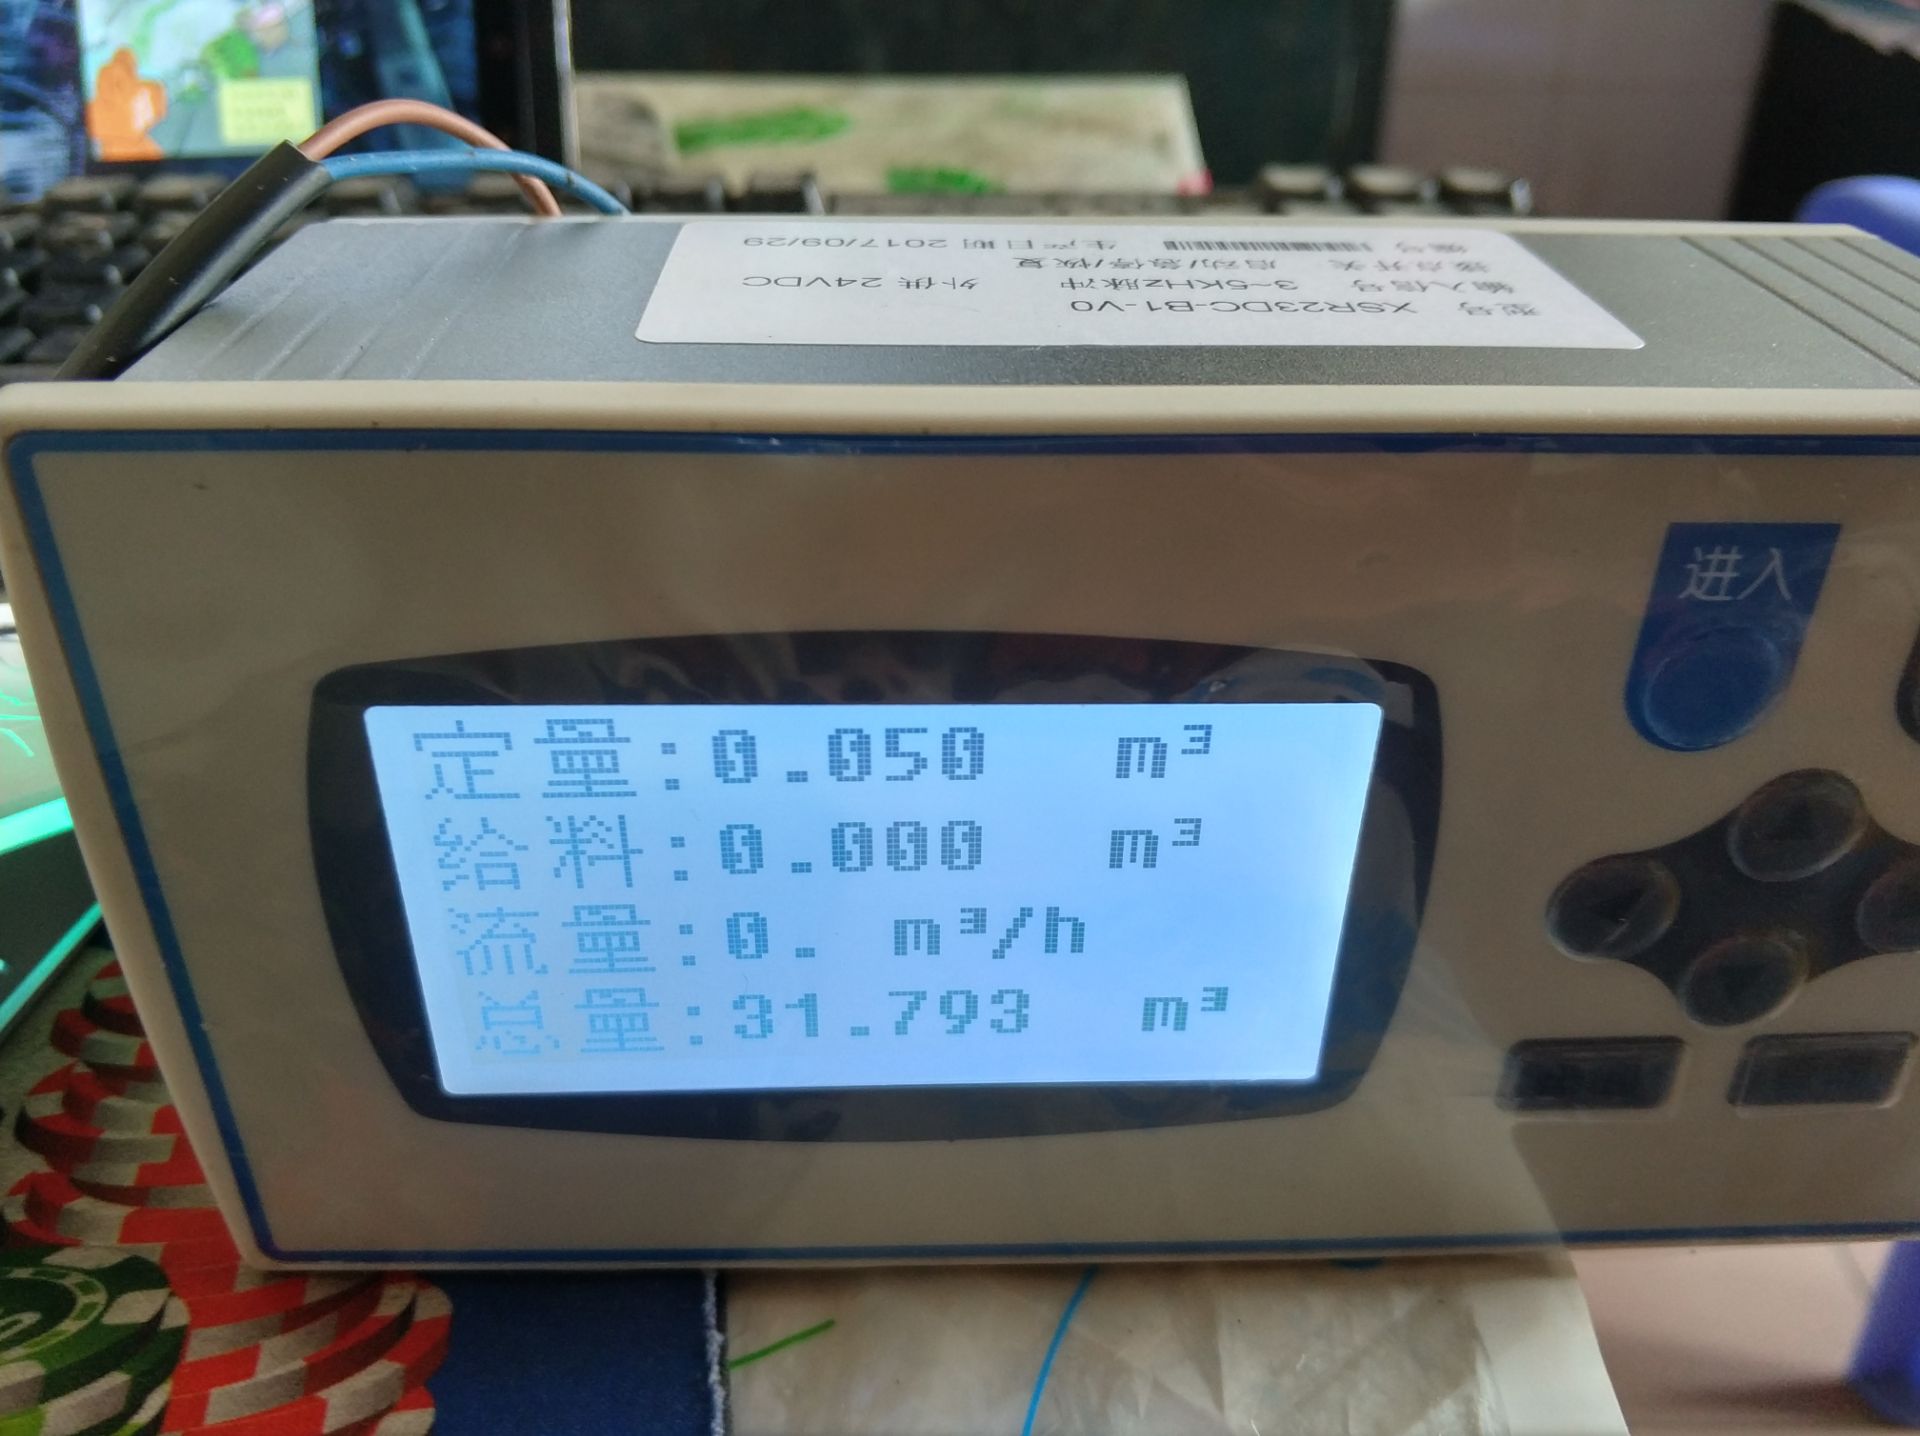 型号 XSR23DC-B1-V0
输入信号 3~5KHz脉冲 外供 24VDC
接点开关 启动/急停/恢复
编号 生产日期 2017/09/29
进入
定量:0.050 m³
给料:0.000 m³
流量:0. m³/h
总量:31.793 m³